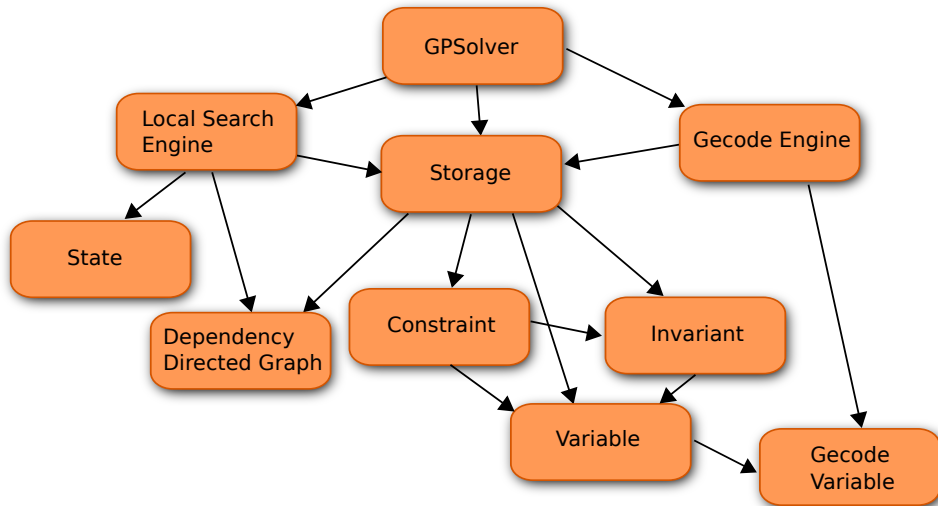 GPSolver
Local Search
Engine
Gecode Engine
Storage
State
Dependency
Directed Graph
Constraint
Invariant
Variable
Gecode
Variable